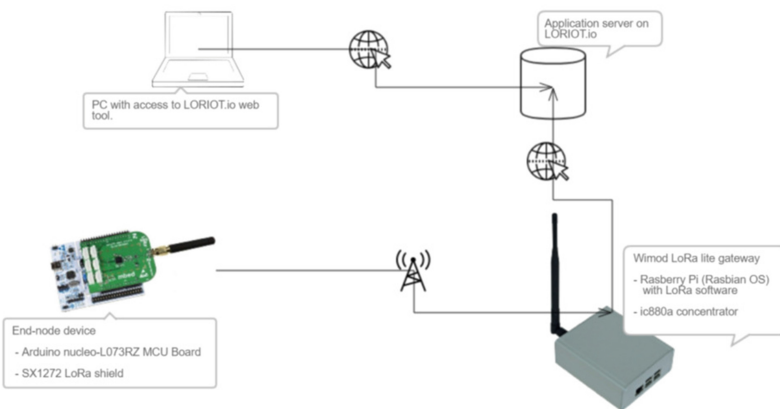 Application server on
LORIOT.io
PC with access to LORIOT.io web
tool.
Wimod LoRa lite gateway
- Rasberry Pi (Rasbian OS)
with LoRa software
- ic880a concentrator
End-node device
- Arduino nucleo-L073RZ MCU Board
- SX1272 LoRa shield